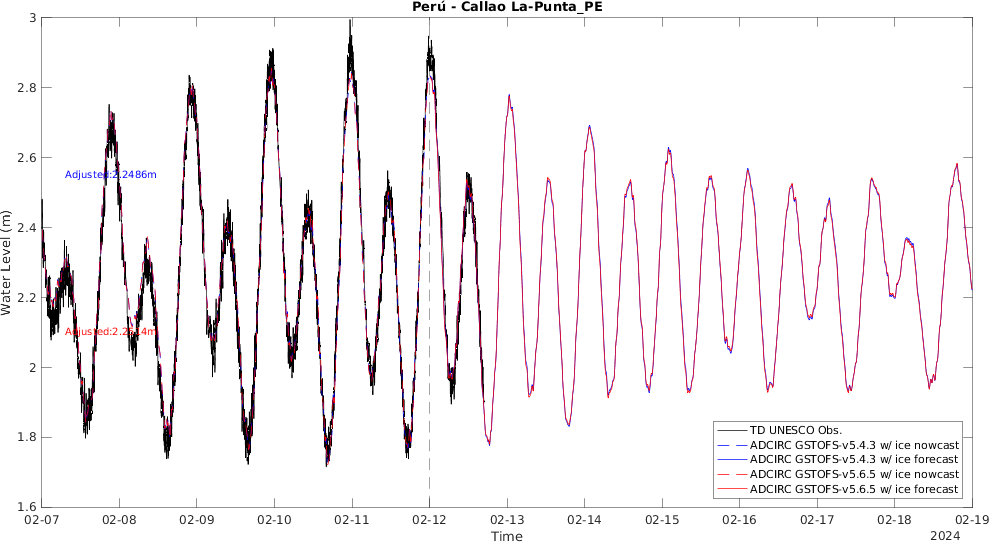 Perú - Callao La-Punta_PE
3
2.8
2.6
2.4
2.2
2
1.8
1.6
Water Level (m)
Adjusted:2.2486m
TD UNESCO Obs.
ADCIRC GSTOFS-v5.4.3 w/ ice nowcast
ADCIRC GSTOFS-v5.4.3 w/ ice forecast
ADCIRC GSTOFS-v5.6.5 w/ ice nowcast
ADCIRC GSTOFS-v5.6.5 w/ ice forecast
02-07 02-08 02-09 02-10 02-11 02-12 02-13 02-14 02-15 02-16 02-17 02-18 02-19
Time
2024